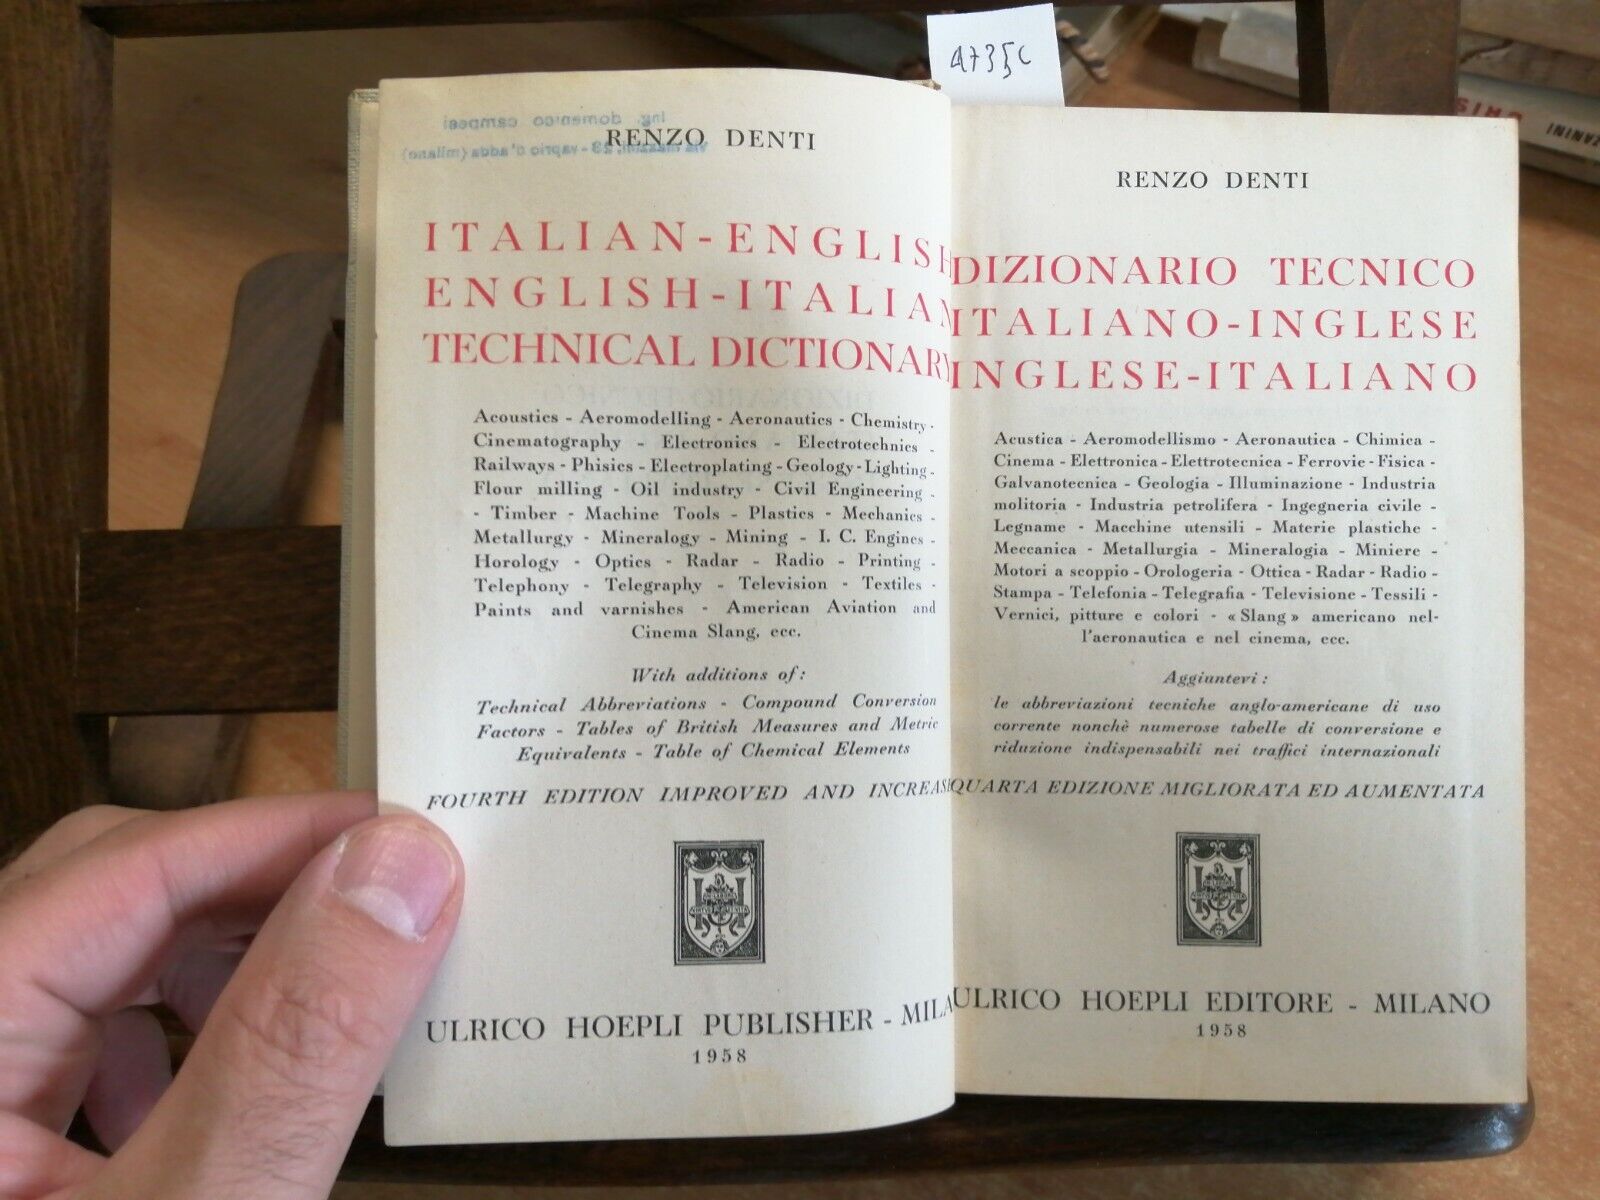 ing. domenico campesi
via mazzini, 23 - vaprio d'adda (milano)
RENZO DENTI
ITALIAN-ENGLISH
ENGLISH-ITALIAN
TECHNICAL DICTIONARY
Acoustics - Aeromodelling - Aeronautics - Chemistry -
Cinematography - Electronics - Electrotechnics -
Railways - Phisics - Electroplating - Geology - Lighting -
Flour milling - Oil industry - Civil Engineering -
- Timber - Machine Tools - Plastics - Mechanics -
Metallurgy - Mineralogy - Mining - I. C. Engines -
Horology - Optics - Radar - Radio - Printing -
Telephony - Telegraphy - Television - Textiles -
Paints and varnishes - American Aviation and
Cinema Slang, ecc.
With additions of:
Technical Abbreviations - Compound Conversion
Factors - Tables of British Measures and Metric
Equivalents - Table of Chemical Elements
FOURTH EDITION IMPROVED AND INCREAS
ULRICO HOEPLI PUBLISHER - MILA
1958
A735C
RENZO DENTI
DIZIONARIO TECNICO
ITALIANO-INGLESE
INGLESE-ITALIANO
Acustica - Aeromodellismo - Aeronautica - Chimica -
Cinema - Elettronica - Elettrotecnica - Ferrovie - Fisica -
Galvanotecnica - Geologia - Illuminazione - Industria
molitoria - Industria petrolifera - Ingegneria civile -
Legname - Macchine utensili - Materie plastiche -
Meccanica - Metallurgia - Mineralogia - Miniere -
Motori a scoppio - Orologeria - Ottica - Radar - Radio -
Stampa - Telefonia - Telegrafia - Televisione - Tessili -
Vernici, pitture e colori - « Slang » americano nel-
l'aeronautica e nel cinema, ecc.
Aggiuntevi :
le abbreviazioni tecniche anglo-americane di uso
corrente nonchè numerose tabelle di conversione e
riduzione indispensabili nei traffici internazionali
QUARTA EDIZIONE MIGLIORATA ED AUMENTATA
ULRICO HOEPLI EDITORE - MILANO
1958
ZANINI